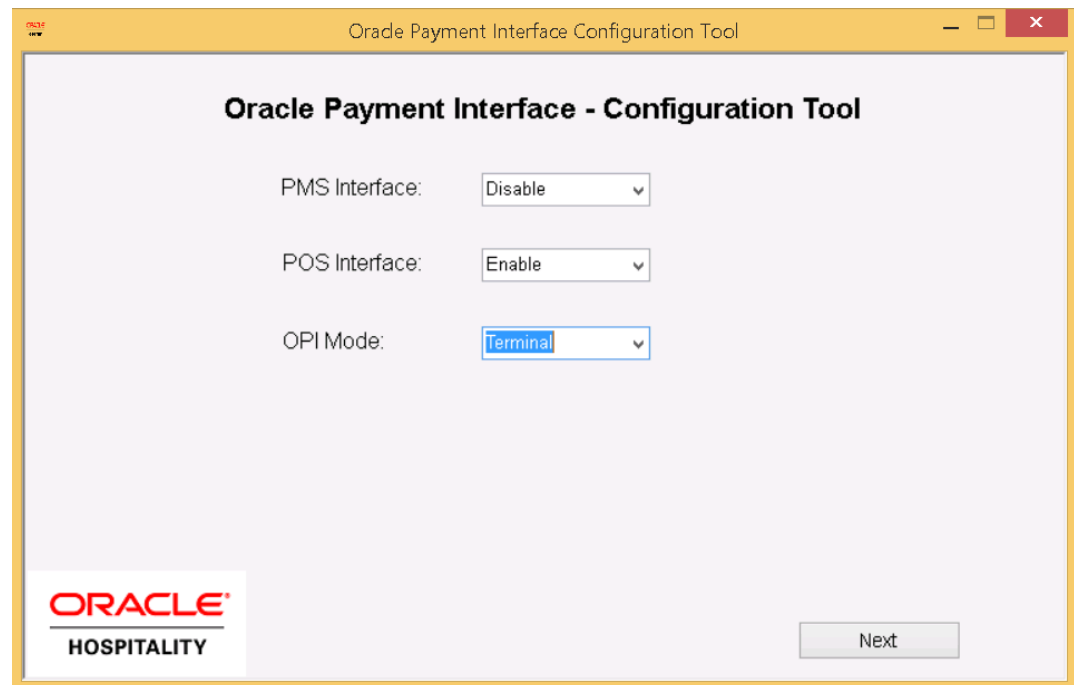 Oracle Payment Interface Configuration Tool
Oracle Payment Interface - Configuration Tool
PMS Interface: Disable
POS Interface: Enable
OPI Mode: Terminal
ORACLE®
HOSPITALITY
Next